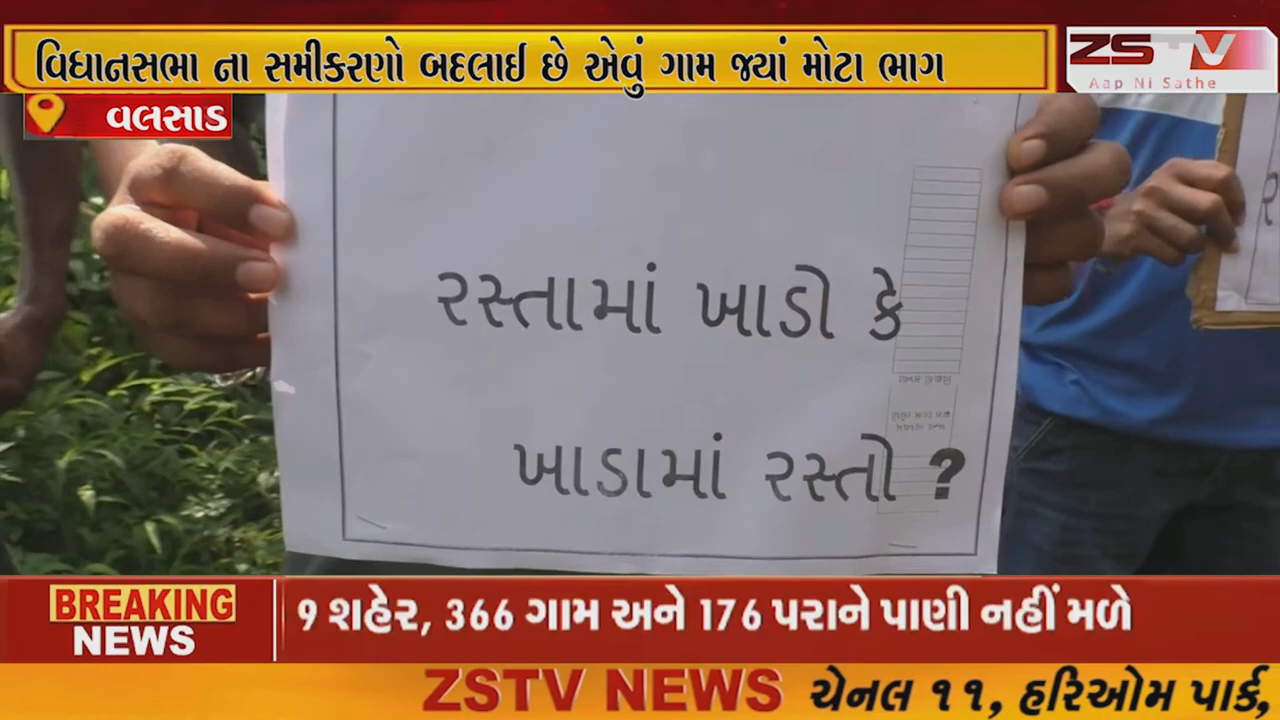 વિધાનસભા ના સમીકરણો બદલાઈ છે એવું ગામ જ્યાં મોટા ભાગ
ZSTV
Aap Ni Sathe
વલસાડ
રસ્તામાં ખાડો કે
ખાડામાં રસ્તો ?
BREAKING
NEWS
9 શહેર, 366 ગામ અને 176 પરાને પાણી નહીં મળે
ZSTV NEWS ચેનલ ૧૧, હરિઓમ પાર્ક,